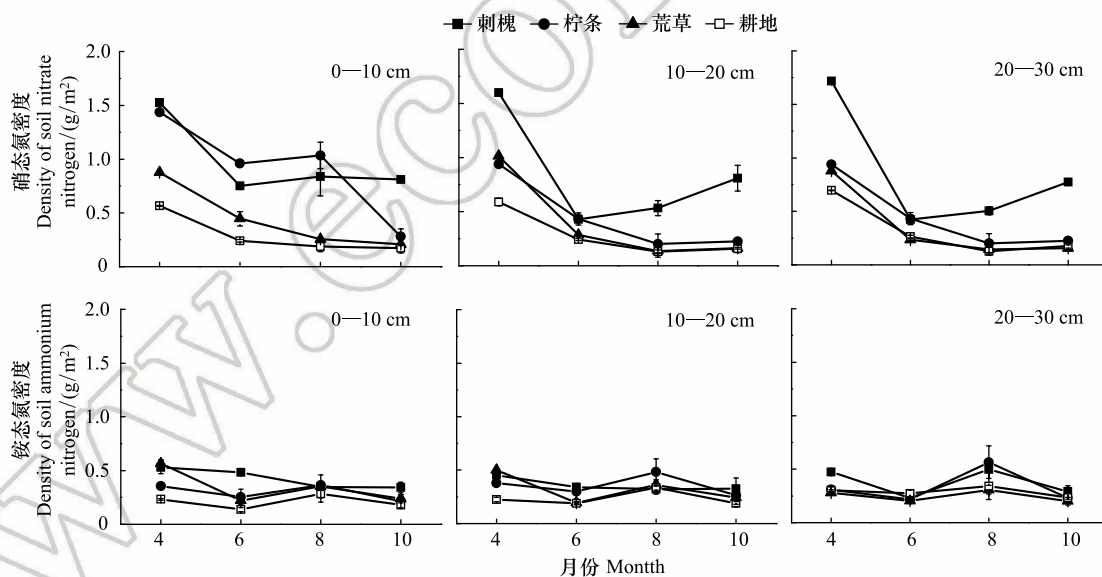 刺槐 柠条 荒草 耕地
硝态氮密度
Density of soil nitrate
nitrogen/(g/m²)
2.0
1.5
1.0
0.5
0
0—10 cm
10—20 cm
20—30 cm
铵态氮密度
Density of soil ammonium
nitrogen/(g/m²)
2.0
1.5
1.0
0.5
0
0—10 cm
10—20 cm
20—30 cm
4 6 8 10 4 6 8 10 4 6 8 10
月份 Montth
www.eco